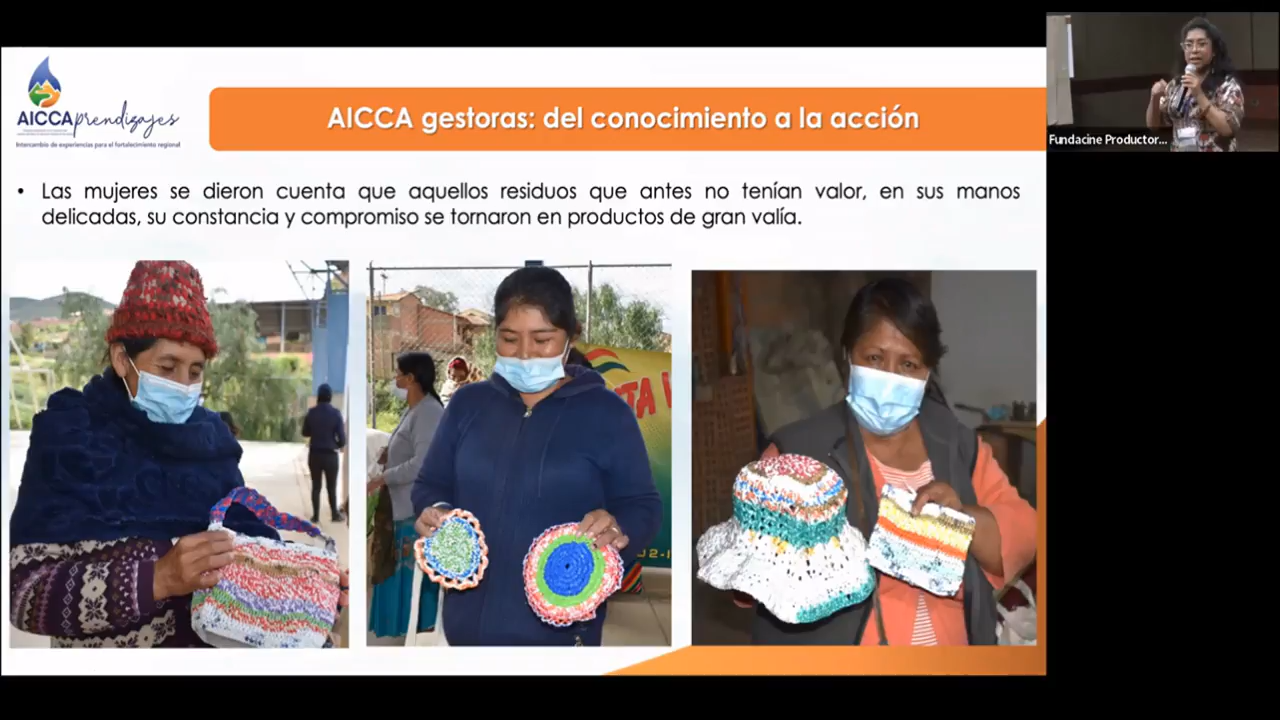 AICCAprendizajes
Intercambio de experiencias para el fortalecimiento regional
AICCA gestoras: del conocimiento a la acción
Fundacine Productor...
• Las mujeres se dieron cuenta que aquellos residuos que antes no tenían valor, en sus manos
delicadas, su constancia y compromiso se tornaron en productos de gran valía.